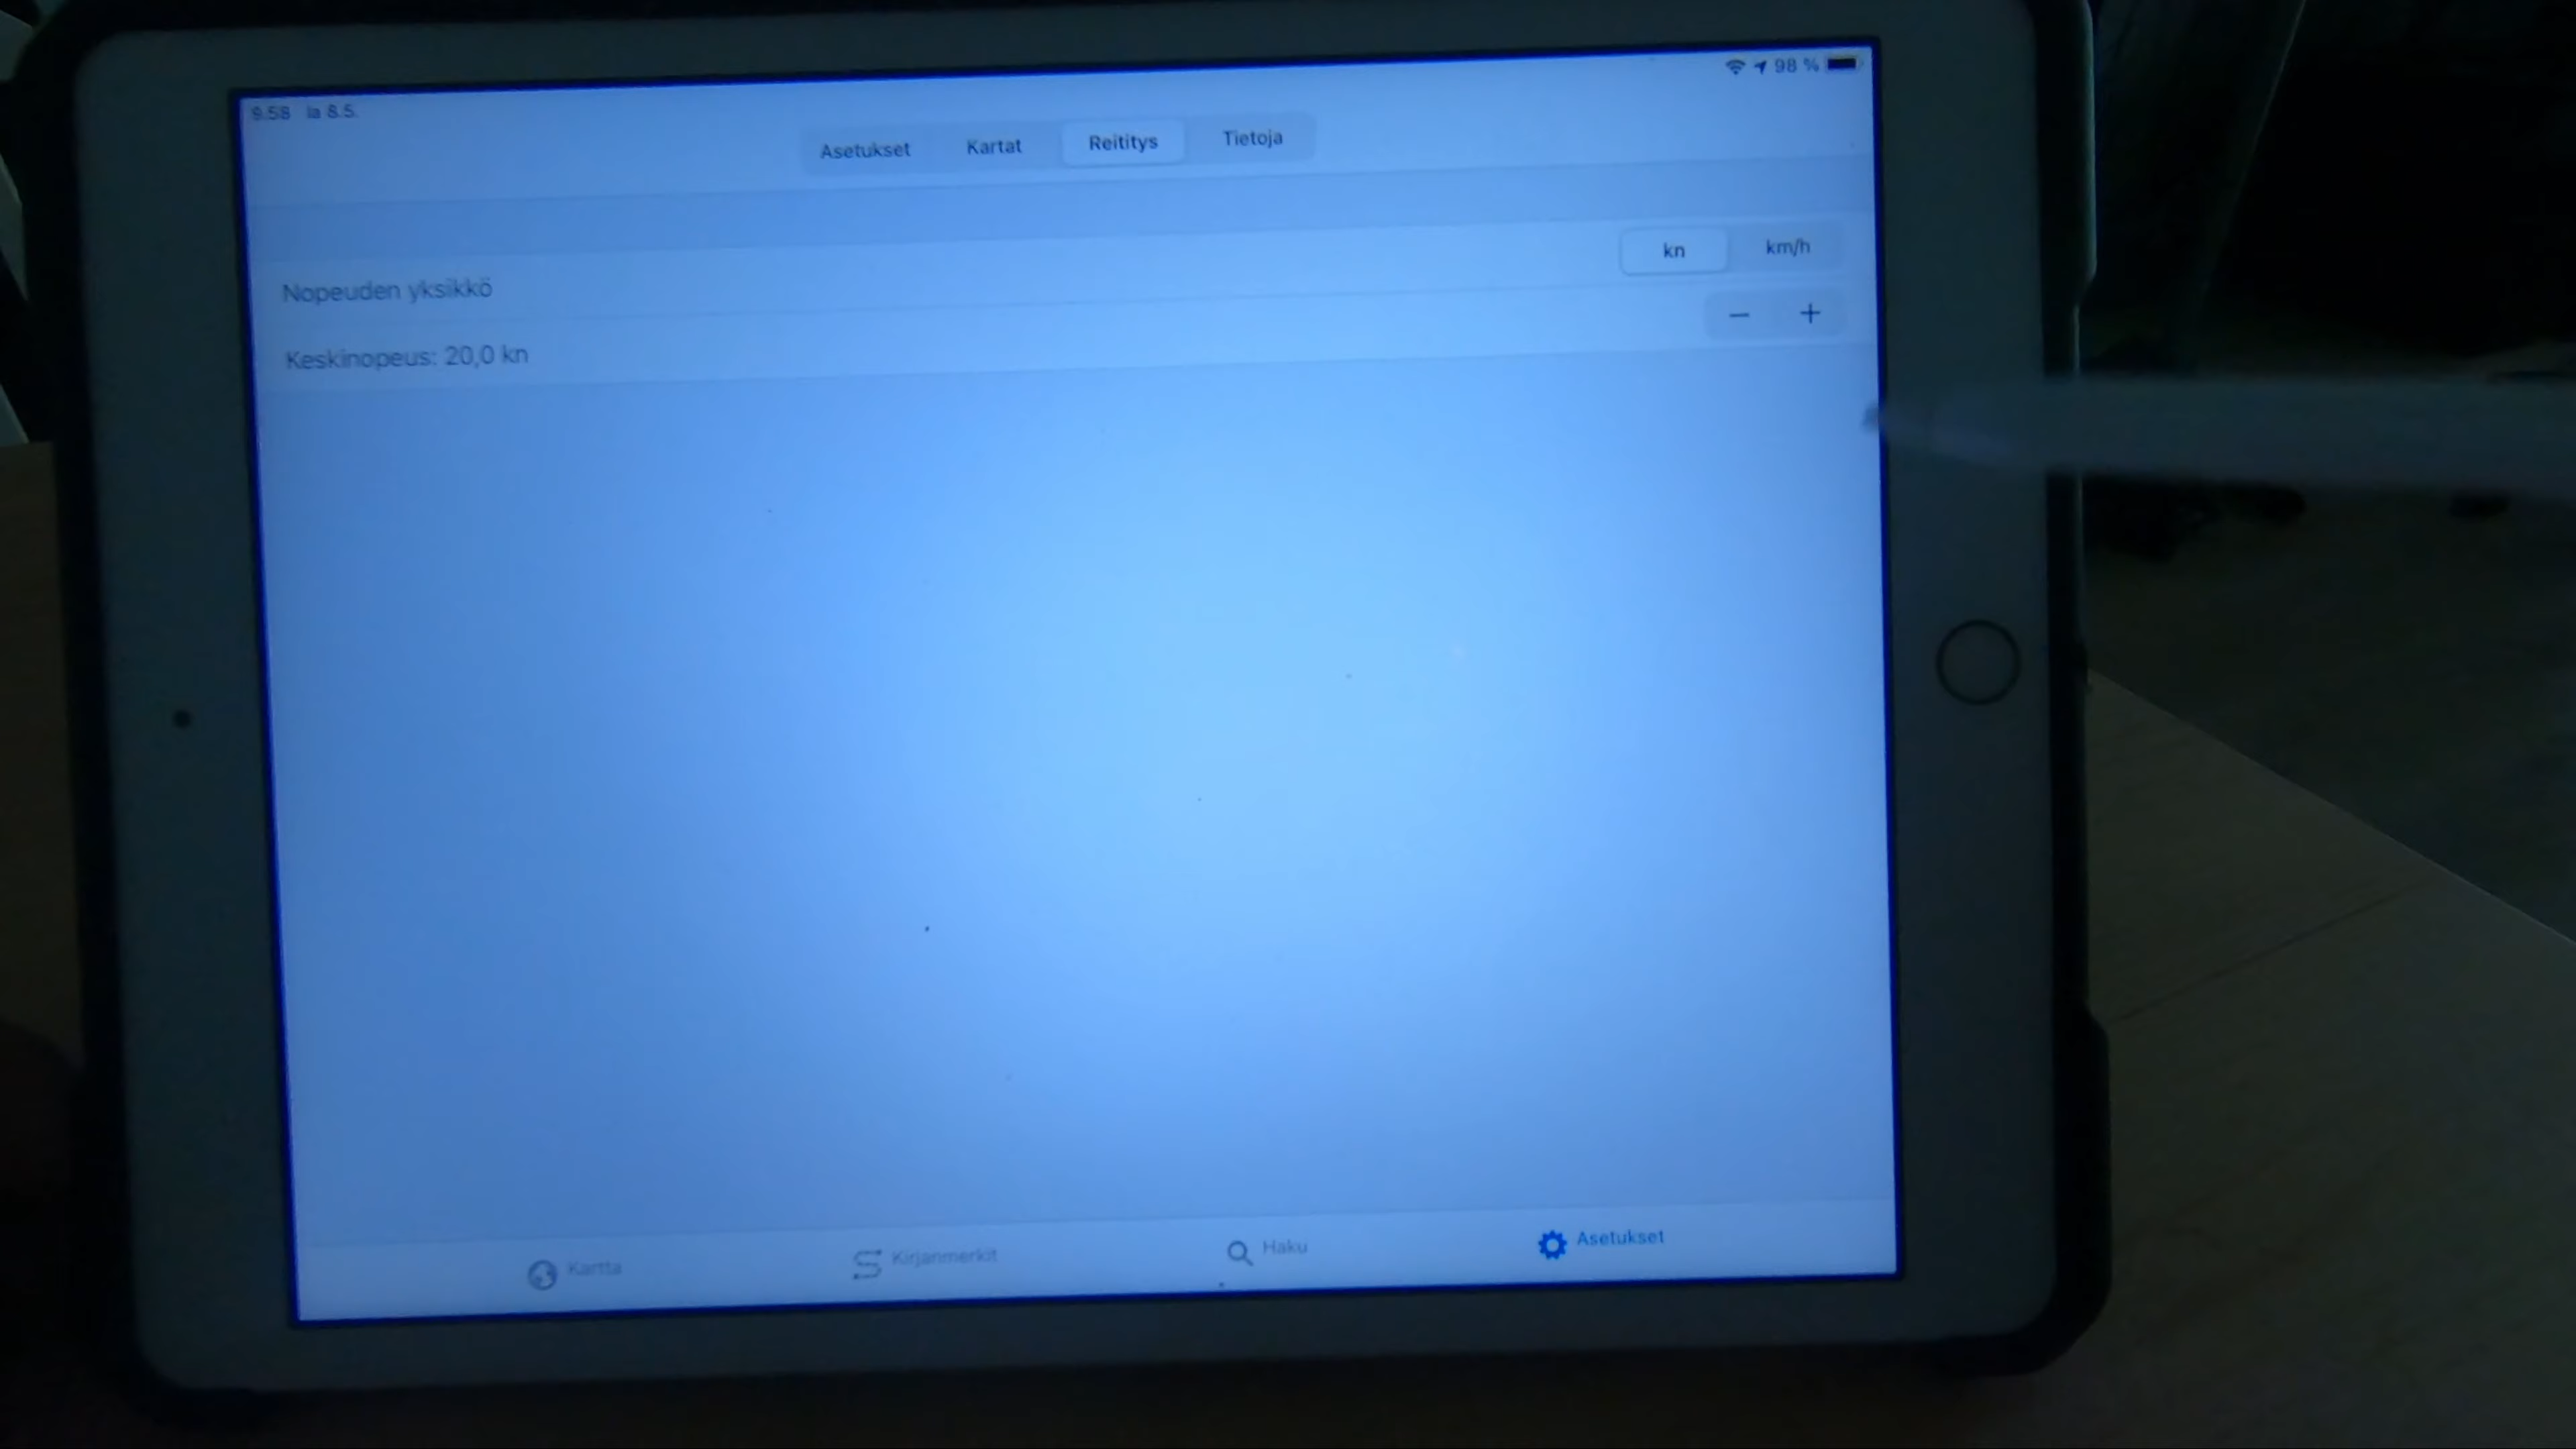 9.58 la 8.5.
98 %
Asetukset Kartat Reititys Tietoja
Nopeuden yksikkö
kn km/h
Keskinopeus: 20,0 kn
− +
Kartta Kirjanmerkit Haku Asetukset